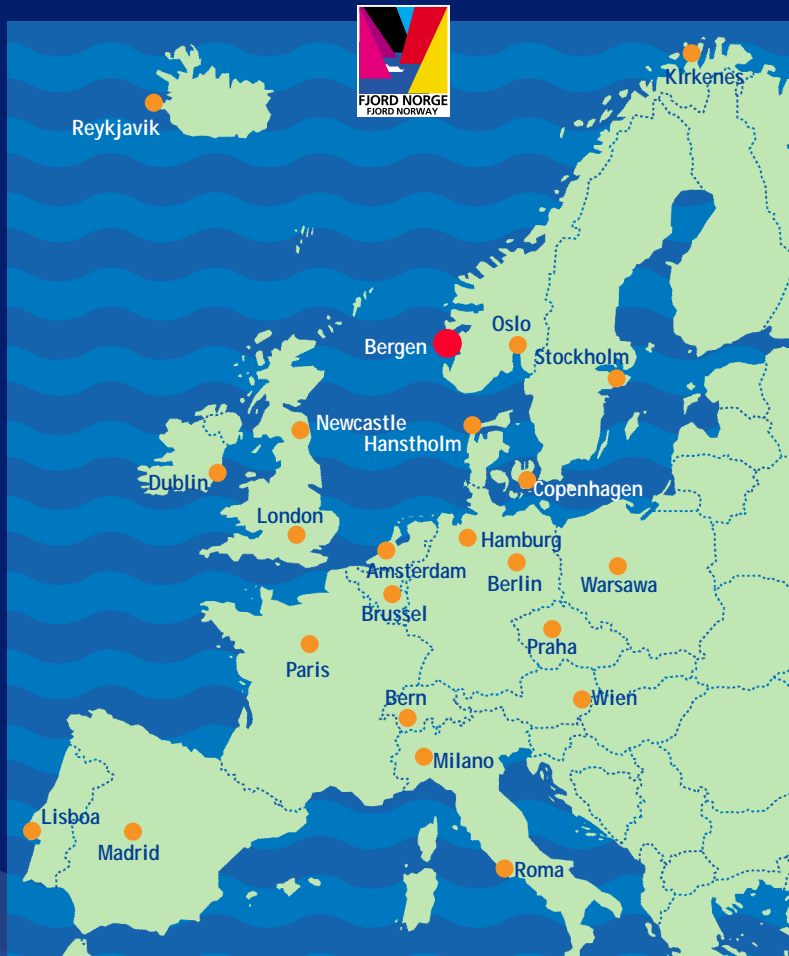 FJORD NORGE
FJORD NORWAY
Kirkenes
Reykjavik
Oslo
Bergen
Stockholm
Newcastle
Hanstholm
Dublin
Copenhagen
London
Hamburg
Amsterdam
Berlin
Warsawa
Brussel
Praha
Paris
Bern
Wien
Milano
Lisboa
Madrid
Roma